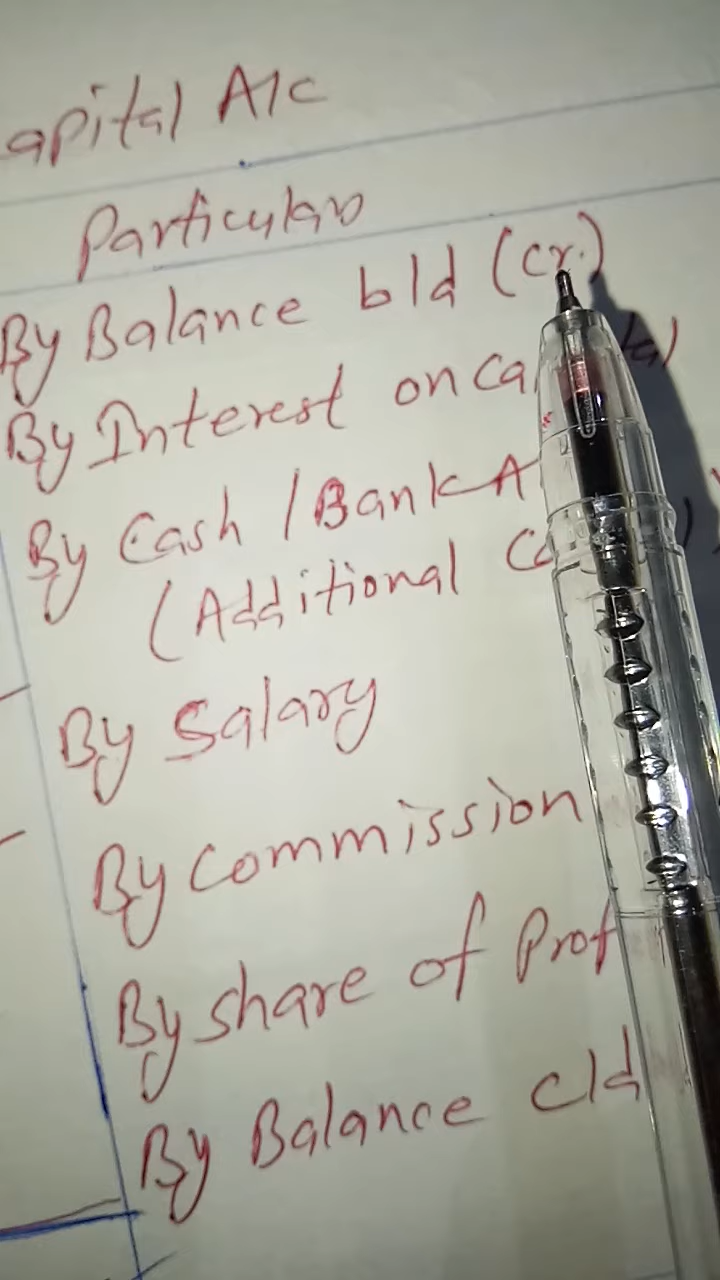 apital A/c
Particulars
By Balance b/d (Cr.)
By Interest on Ca tal
By Cash / Bank A
(Additional C )
By Salary
By Commission
By Share of Prof
By Balance c/d